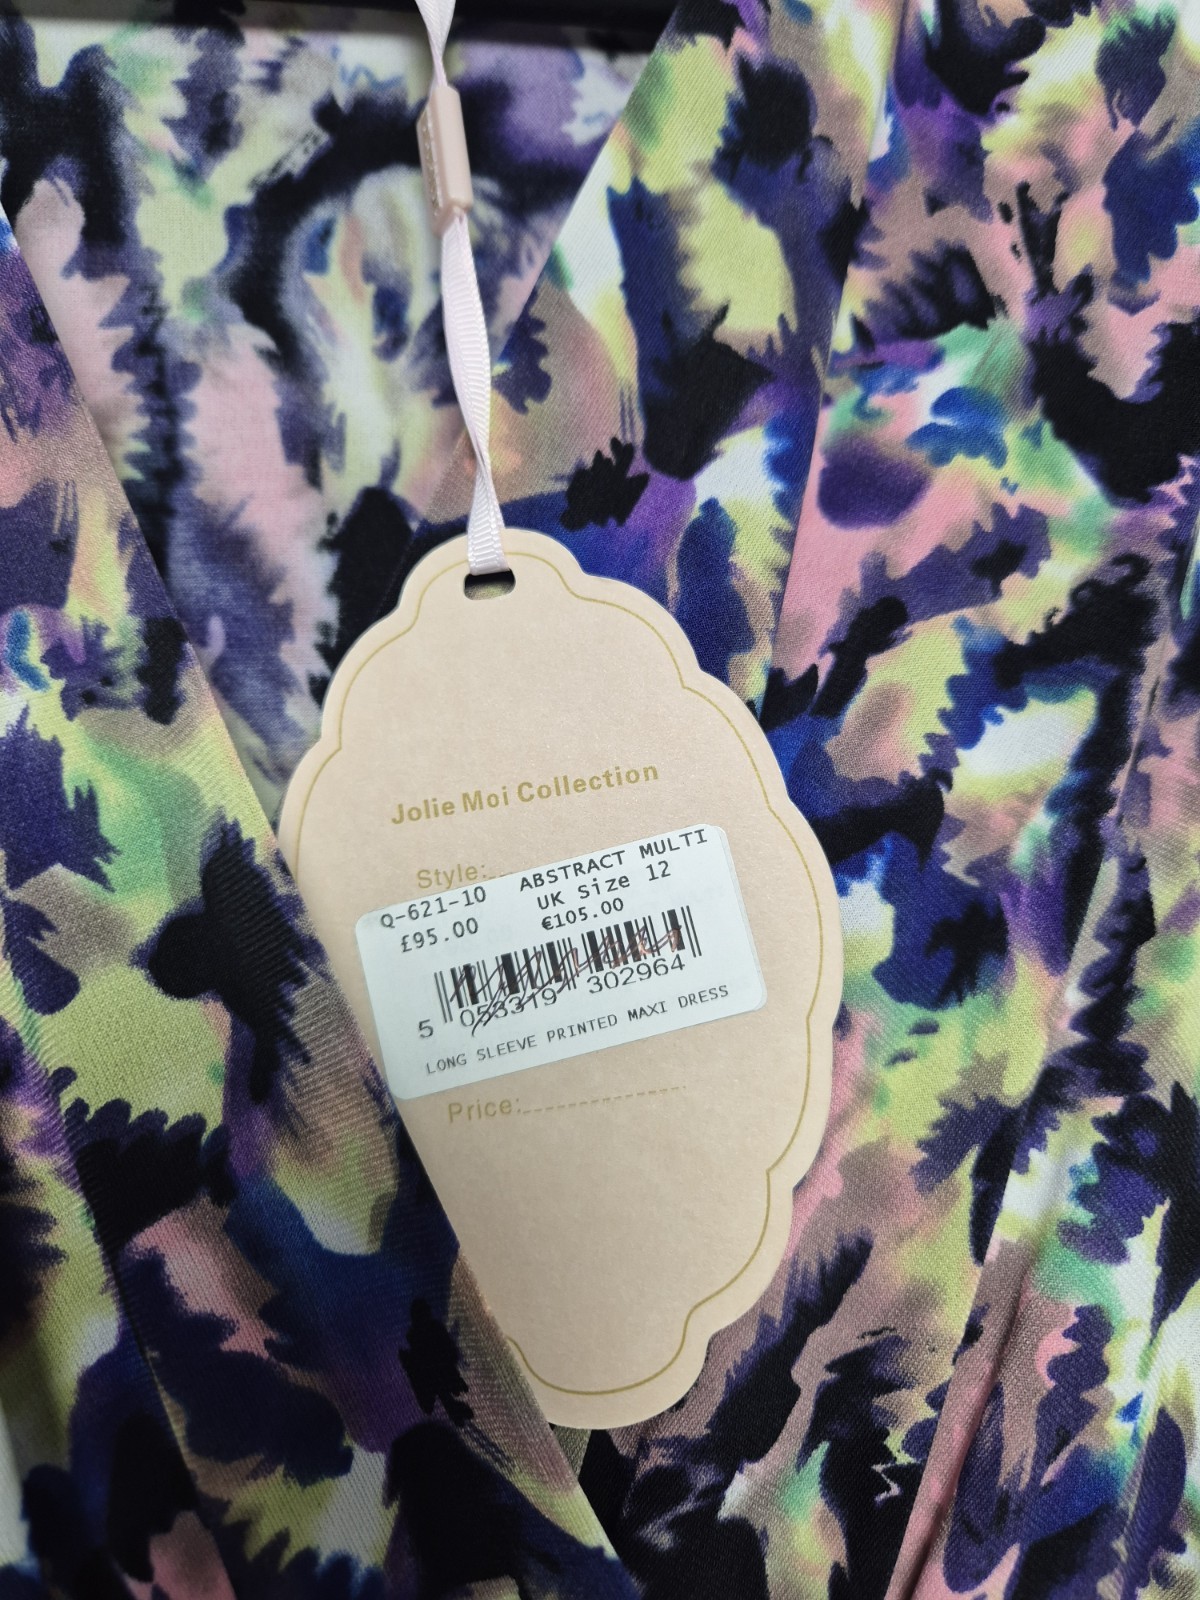 Jolie Moi Collection
Style:
Q-621-10 ABSTRACT MULTI
UK Size 12
£95.00 €105.00
5 053319 302964
LONG SLEEVE PRINTED MAXI DRESS
Price: